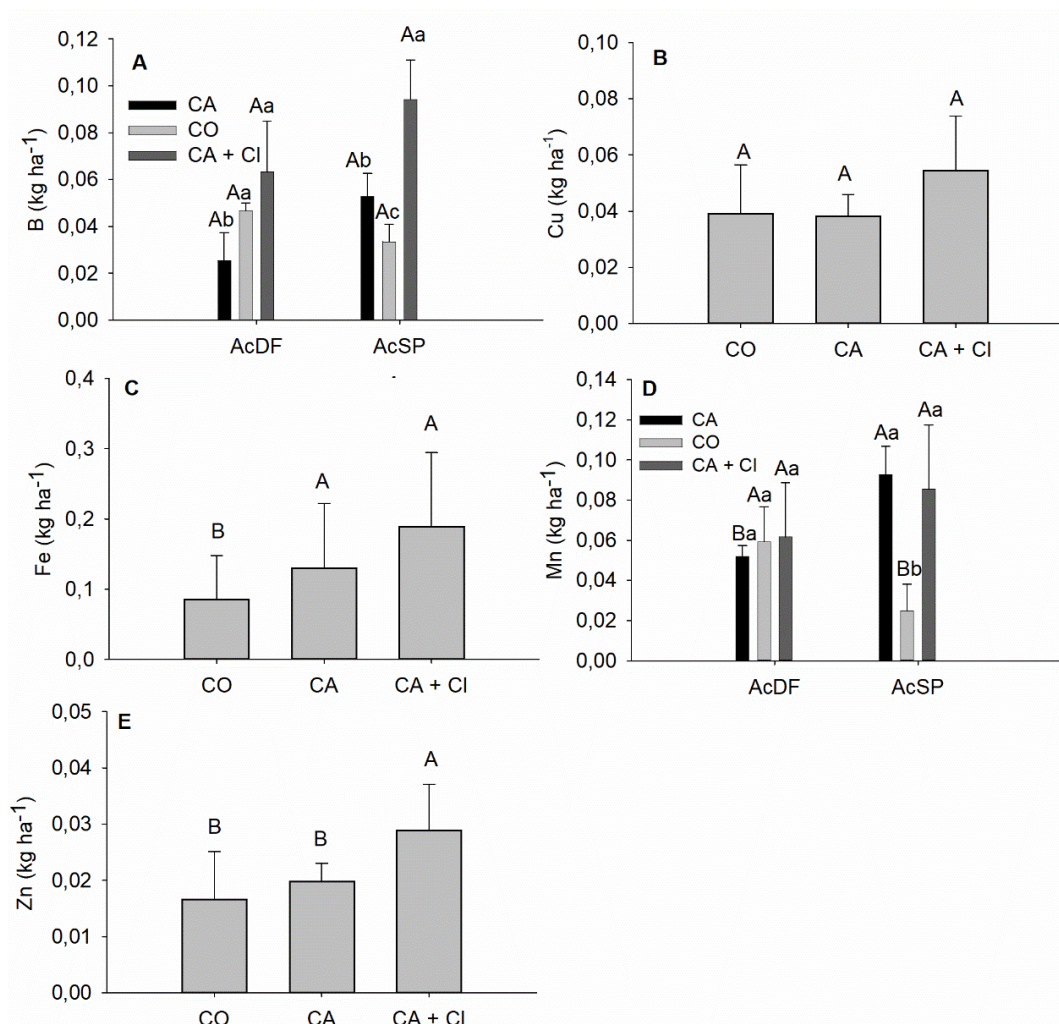 A
B (kg ha-1)
0,12
0,10
0,08
0,06
0,04
0,02
0,00
CA
CO
CA + CI
Ab
Aa
Aa
Ab
Ac
Aa
AcDF
AcSP
B
Cu (kg ha-1)
0,10
0,08
0,06
0,04
0,02
0,00
A
A
A
CO
CA
CA + CI
C
Fe (kg ha-1)
0,4
0,3
0,2
0,1
0,0
B
A
A
CO
CA
CA + CI
D
Mn (kg ha-1)
0,14
0,12
0,10
0,08
0,06
0,04
0,02
0,00
CA
CO
CA + CI
Ba
Aa
Aa
Aa
Bb
Aa
AcDF
AcSP
E
Zn (kg ha-1)
0,05
0,04
0,03
0,02
0,01
0,00
B
B
A
CO
CA
CA + CI